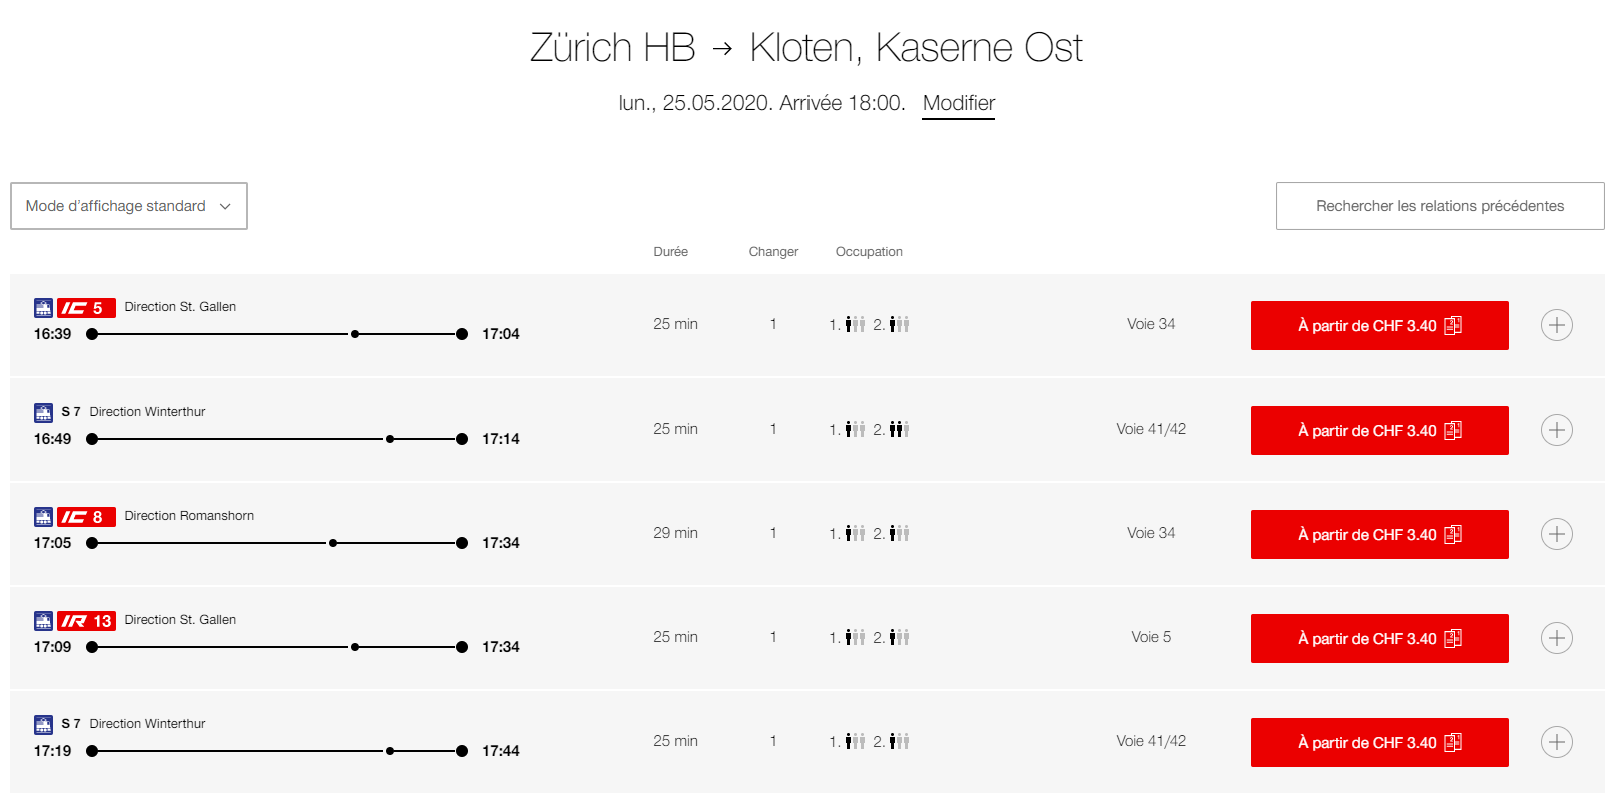 Zürich HB → Kloten, Kaserne Ost
lun., 25.05.2020. Arrivée 18:00. Modifier
Mode d'affichage standard
Rechercher les relations précédentes
Durée Changer Occupation
IC 5 Direction St. Gallen
16:39 17:04 25 min 1 1. 2. Voie 34 À partir de CHF 3.40
S 7 Direction Winterthur
16:49 17:14 25 min 1 1. 2. Voie 41/42 À partir de CHF 3.40
IC 8 Direction Romanshorn
17:05 17:34 29 min 1 1. 2. Voie 34 À partir de CHF 3.40
IR 13 Direction St. Gallen
17:09 17:34 25 min 1 1. 2. Voie 5 À partir de CHF 3.40
S 7 Direction Winterthur
17:19 17:44 25 min 1 1. 2. Voie 41/42 À partir de CHF 3.40